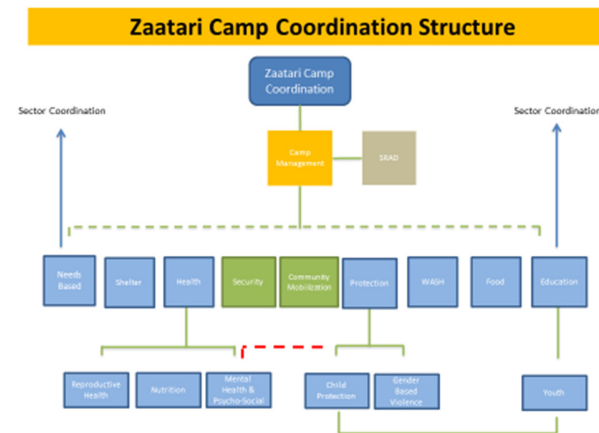 Zaatari Camp Coordination Structure
Zaatari Camp
Coordination
Sector Coordination
Sector Coordination
Camp
Management
SRAD
Needs
Based
Shelter
Health
Security
Community
Mobilization
Protection
WASH
Food
Education
Reproductive
Health
Nutrition
Mental
Health &
Psycho-Social
Child
Protection
Gender
Based
Violence
Youth